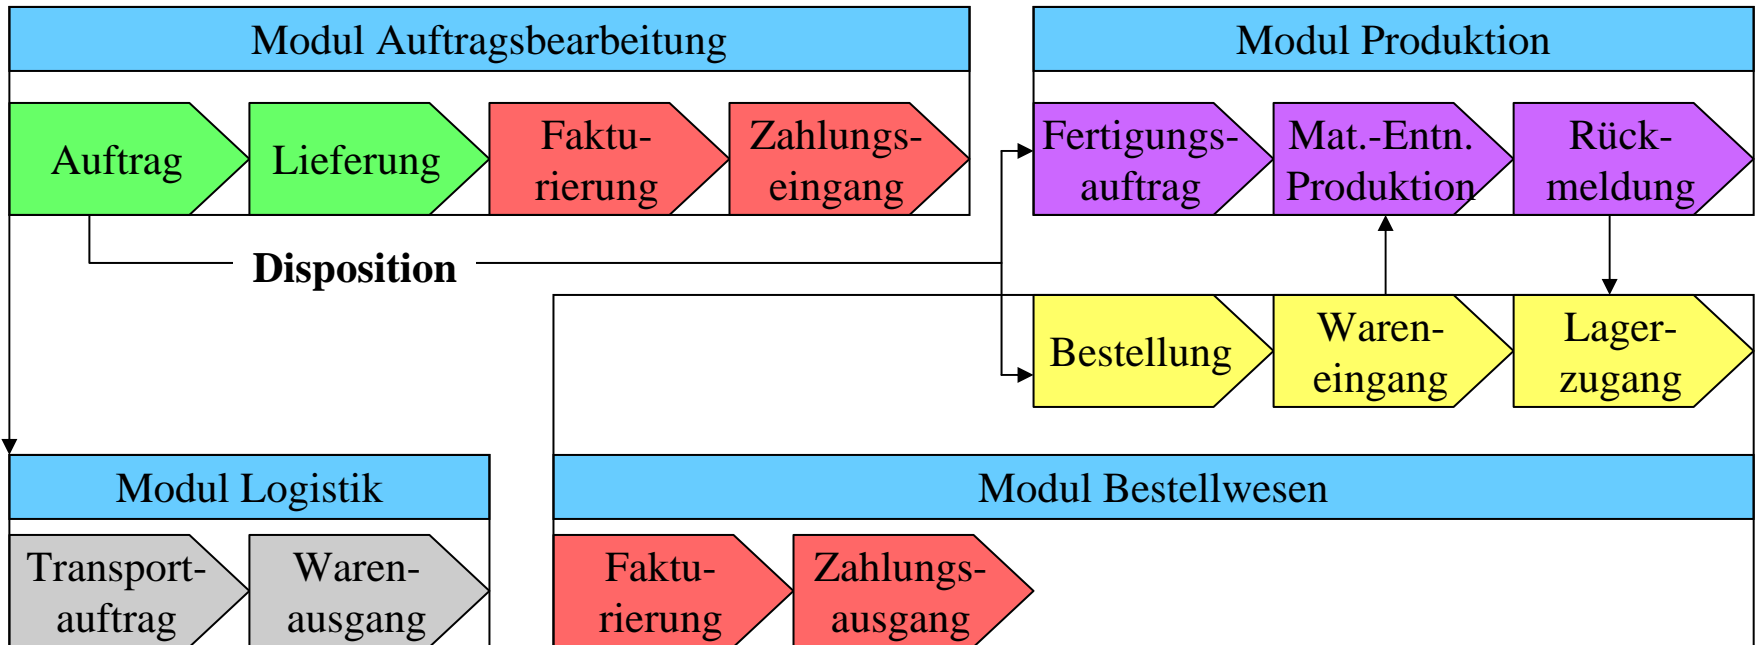 Modul Auftragsbearbeitung
Auftrag
Lieferung
Faktu-
rierung
Zahlungs-
eingang
Modul Produktion
Fertigungs-
auftrag
Mat.-Entn.
Produktion
Rück-
meldung
Disposition
Bestellung
Waren-
eingang
Lager-
zugang
Modul Logistik
Transport-
auftrag
Waren-
ausgang
Modul Bestellwesen
Faktu-
rierung
Zahlungs-
ausgang